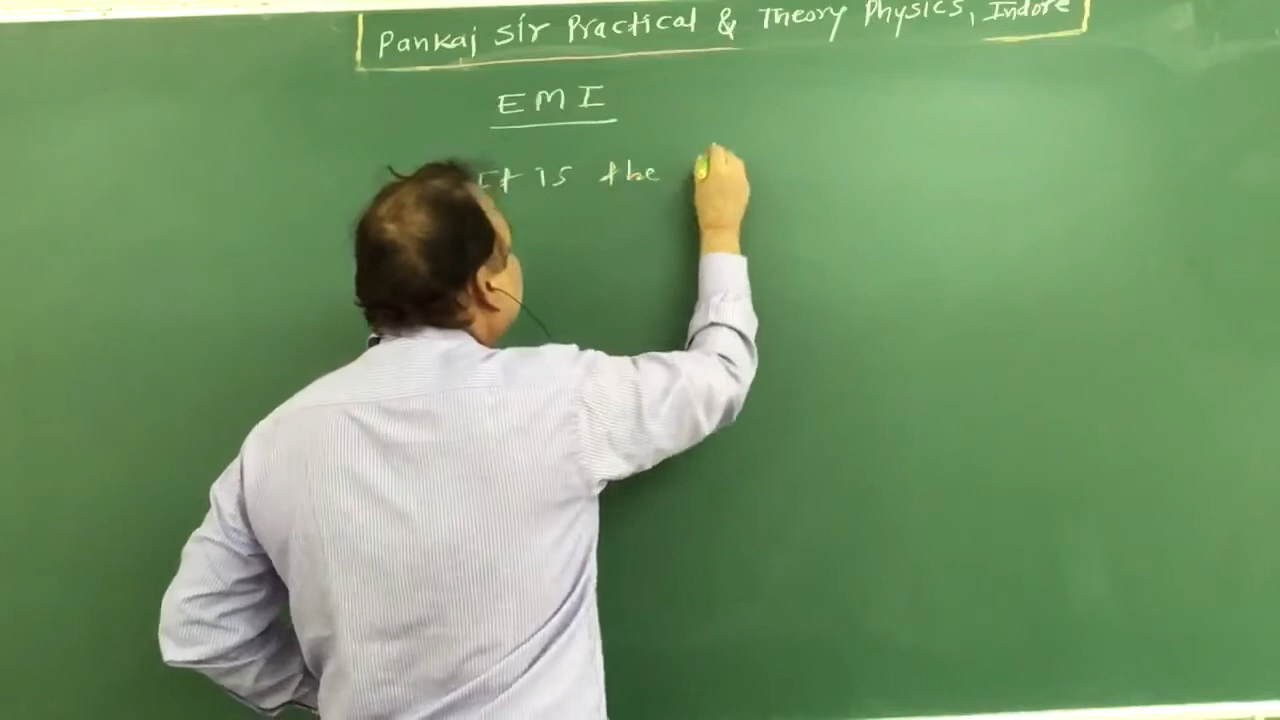 Pankaj Sir Practical & Theory Physics, Indore
EMI
It is the